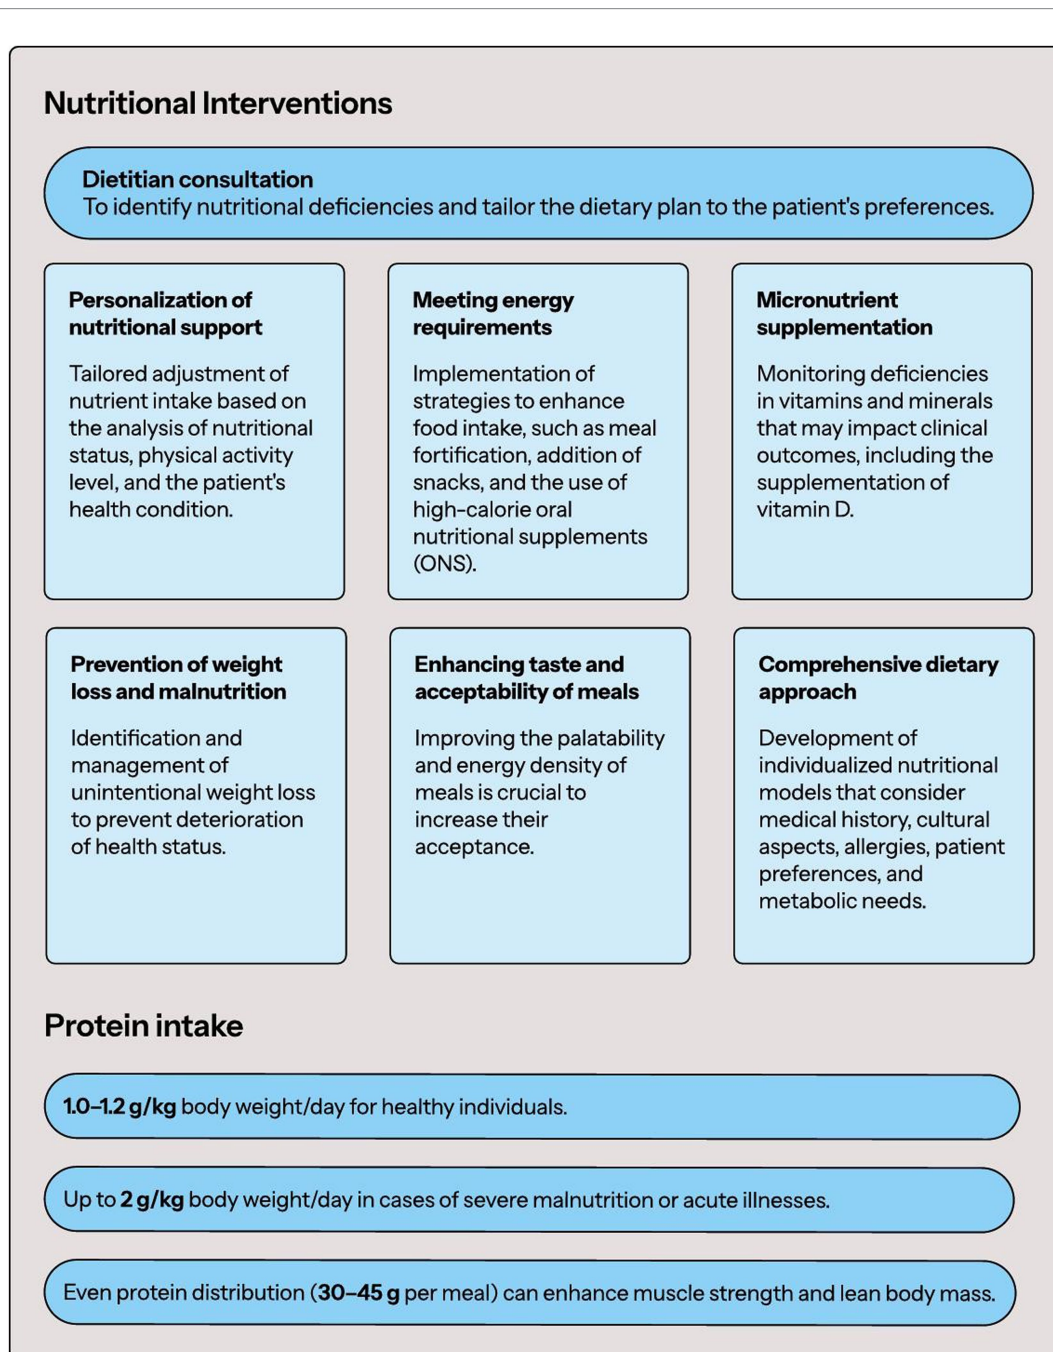 Nutritional Interventions
Dietitian consultation
To identify nutritional deficiencies and tailor the dietary plan to the patient's preferences.
Personalization of
nutritional support
Tailored adjustment of
nutrient intake based on
the analysis of nutritional
status, physical activity
level, and the patient's
health condition.
Meeting energy
requirements
Implementation of
strategies to enhance
food intake, such as meal
fortification, addition of
snacks, and the use of
high-calorie oral
nutritional supplements
(ONS).
Micronutrient
supplementation
Monitoring deficiencies
in vitamins and minerals
that may impact clinical
outcomes, including the
supplementation of
vitamin D.
Prevention of weight
loss and malnutrition
Identification and
management of
unintentional weight loss
to prevent deterioration
of health status.
Enhancing taste and
acceptability of meals
Improving the palatability
and energy density of
meals is crucial to
increase their
acceptance.
Comprehensive dietary
approach
Development of
individualized nutritional
models that consider
medical history, cultural
aspects, allergies, patient
preferences, and
metabolic needs.
Protein intake
1.0–1.2 g/kg body weight/day for healthy individuals.
Up to 2 g/kg body weight/day in cases of severe malnutrition or acute illnesses.
Even protein distribution (30–45 g per meal) can enhance muscle strength and lean body mass.